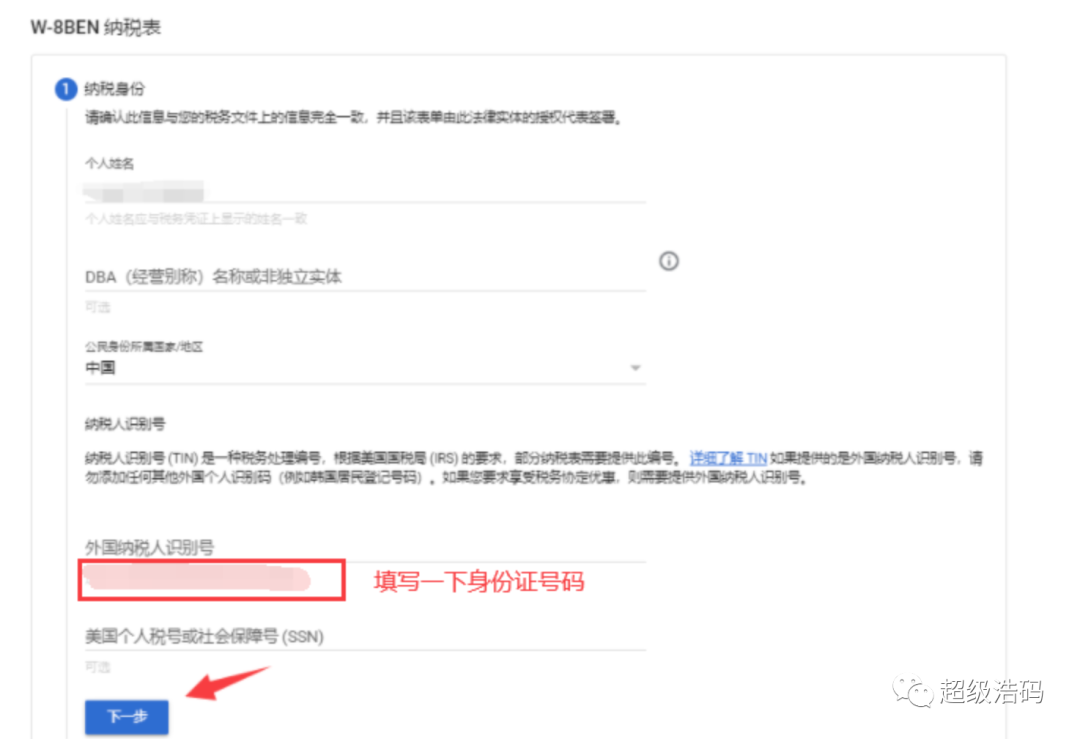 W-8BEN 纳税表
1 纳税身份
请确认此信息与您的税务文件上的信息完全一致，并且该表单由此法律实体的授权代表签署。
个人姓名
个人姓名应与税务凭证上显示的姓名一致
DBA（经营别称）名称或非独立实体
可选
公民身份所属国家/地区
中国
纳税人识别号
纳税人识别号 (TIN) 是一种税务处理编号，根据美国国税局 (IRS) 的要求，部分纳税表需要提供此编号。详细了解 TIN 如果提供的是外国纳税人识别号，请
勿添加任何其他外国个人识别码（例如韩国居民登记号码）。如果您要求享受税务协定优惠，则需要提供外国纳税人识别号。
外国纳税人识别号
填写一下身份证号码
美国个人税号或社会保障号 (SSN)
可选
下一步
超级浩码